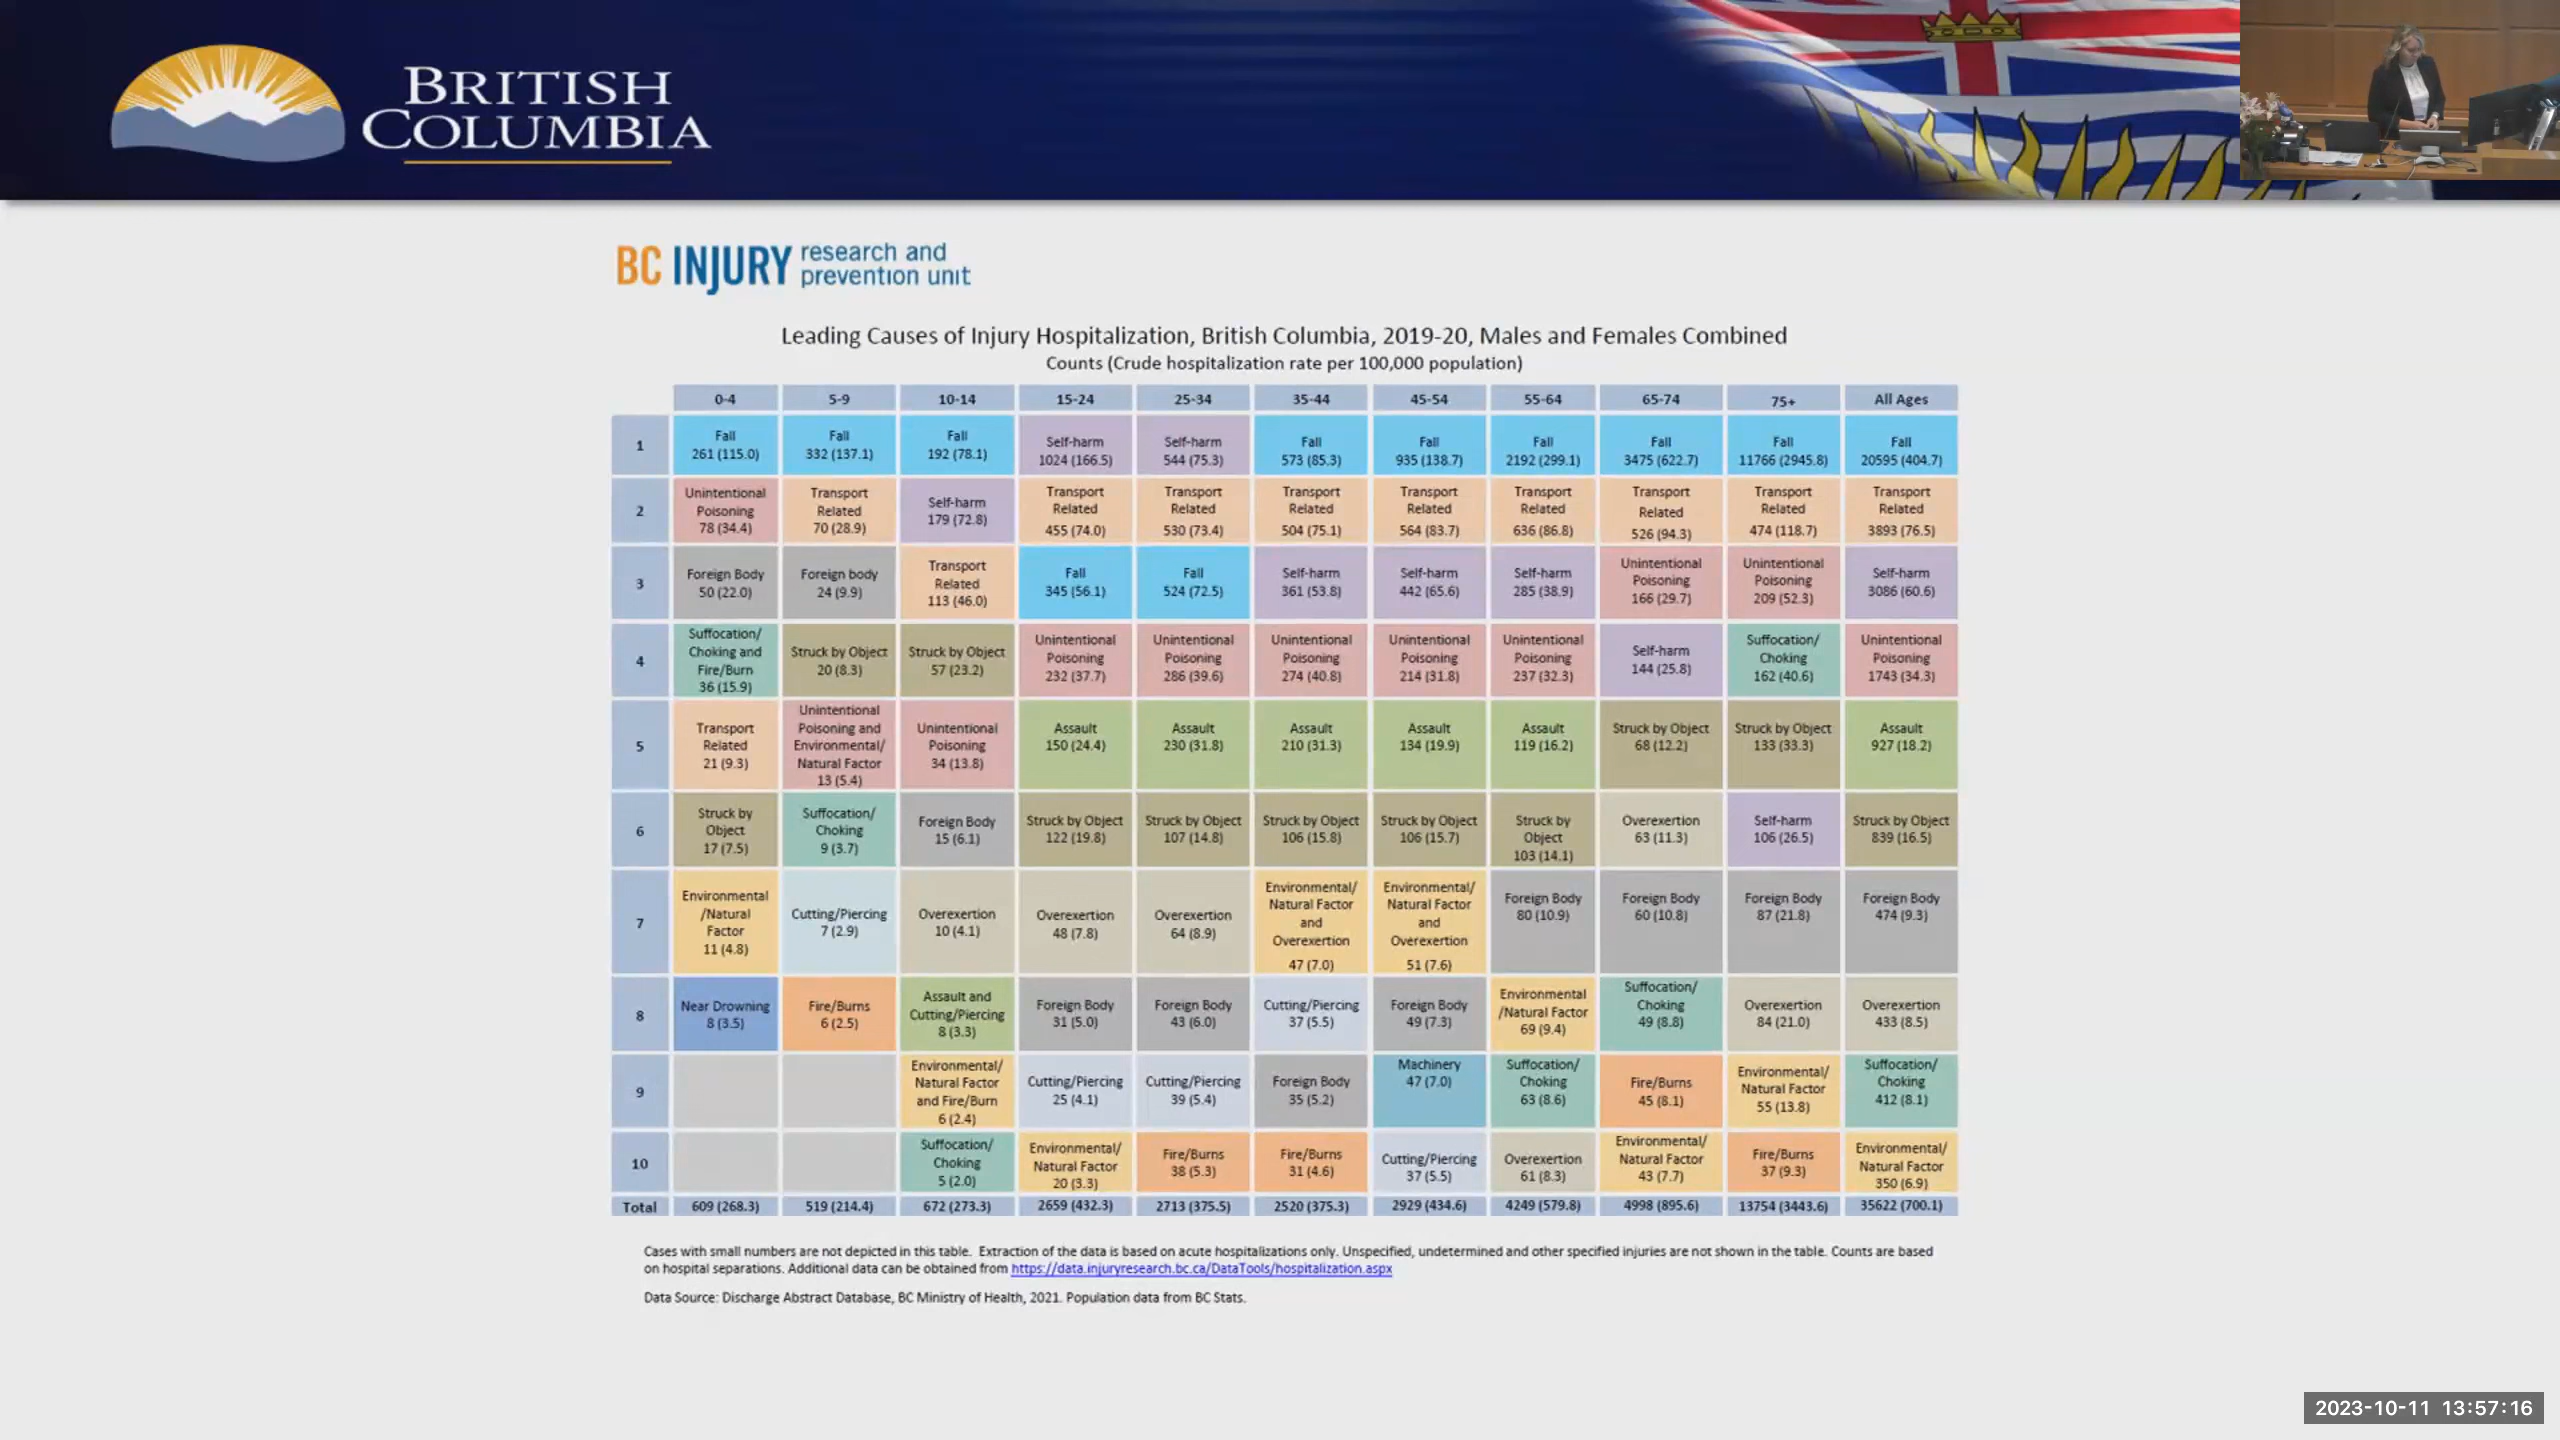 BRITISH
COLUMBIA
BC INJURY research and
prevention unit
Leading Causes of Injury Hospitalization, British Columbia, 2019-20, Males and Females Combined
Counts (Crude hospitalization rate per 100,000 population)
0-4 5-9 10-14 15-24 25-34 35-44 45-54 55-64 65-74 75+ All Ages
1
Fall
261 (115.0)
Fall
332 (137.1)
Fall
192 (78.1)
Self-harm
1024 (166.5)
Self-harm
544 (75.3)
Fall
573 (85.3)
Fall
935 (138.7)
Fall
2192 (299.1)
Fall
3475 (622.7)
Fall
11766 (2945.8)
Fall
20595 (404.7)
2
Unintentional
Poisoning
78 (34.4)
Transport
Related
70 (28.9)
Self-harm
179 (72.8)
Transport
Related
455 (74.0)
Transport
Related
530 (73.4)
Transport
Related
504 (75.1)
Transport
Related
564 (83.7)
Transport
Related
636 (86.8)
Transport
Related
526 (94.3)
Transport
Related
474 (118.7)
Transport
Related
3893 (76.5)
3
Foreign Body
50 (22.0)
Foreign body
24 (9.9)
Transport
Related
113 (46.0)
Fall
345 (56.1)
Fall
524 (72.5)
Self-harm
361 (53.8)
Self-harm
442 (65.6)
Self-harm
285 (38.9)
Unintentional
Poisoning
166 (29.7)
Unintentional
Poisoning
209 (52.3)
Self-harm
3086 (60.6)
4
Suffocation/
Choking and
Fire/Burn
36 (15.9)
Struck by Object
20 (8.3)
Struck by Object
57 (23.2)
Unintentional
Poisoning
232 (37.7)
Unintentional
Poisoning
286 (39.6)
Unintentional
Poisoning
274 (40.8)
Unintentional
Poisoning
214 (31.8)
Unintentional
Poisoning
237 (32.3)
Self-harm
144 (25.8)
Suffocation/
Choking
162 (40.6)
Unintentional
Poisoning
1743 (34.3)
5
Transport
Related
21 (9.3)
Unintentional
Poisoning and
Environmental/
Natural Factor
13 (5.4)
Unintentional
Poisoning
34 (13.8)
Assault
150 (24.4)
Assault
230 (31.8)
Assault
210 (31.3)
Assault
134 (19.9)
Assault
119 (16.2)
Struck by Object
68 (12.2)
Struck by Object
133 (33.3)
Assault
927 (18.2)
6
Struck by
Object
17 (7.5)
Suffocation/
Choking
9 (3.7)
Foreign Body
15 (6.1)
Struck by Object
122 (19.8)
Struck by Object
107 (14.8)
Struck by Object
106 (15.8)
Struck by Object
106 (15.7)
Struck by
Object
103 (14.1)
Overexertion
63 (11.3)
Self-harm
106 (26.5)
Struck by Object
839 (16.5)
7
Environmental
/Natural
Factor
11 (4.8)
Cutting/Piercing
7 (2.9)
Overexertion
10 (4.1)
Overexertion
48 (7.8)
Overexertion
64 (8.9)
Environmental/
Natural Factor
and
Overexertion
47 (7.0)
Environmental/
Natural Factor
and
Overexertion
51 (7.6)
Foreign Body
80 (10.9)
Foreign Body
60 (10.8)
Foreign Body
87 (21.8)
Foreign Body
474 (9.3)
8
Near Drowning
8 (3.5)
Fire/Burns
6 (2.5)
Assault and
Cutting/Piercing
8 (3.3)
Foreign Body
31 (5.0)
Foreign Body
43 (6.0)
Cutting/Piercing
37 (5.5)
Foreign Body
49 (7.3)
Environmental
/Natural Factor
69 (9.4)
Suffocation/
Choking
49 (8.8)
Overexertion
84 (21.0)
Overexertion
433 (8.5)
9
Environmental/
Natural Factor
and Fire/Burn
6 (2.4)
Cutting/Piercing
25 (4.1)
Cutting/Piercing
39 (5.4)
Foreign Body
35 (5.2)
Machinery
47 (7.0)
Suffocation/
Choking
63 (8.6)
Fire/Burns
45 (8.1)
Environmental/
Natural Factor
55 (13.8)
Suffocation/
Choking
412 (8.1)
10
Suffocation/
Choking
5 (2.0)
Environmental/
Natural Factor
20 (3.3)
Fire/Burns
38 (5.3)
Fire/Burns
31 (4.6)
Cutting/Piercing
37 (5.5)
Overexertion
61 (8.3)
Environmental/
Natural Factor
43 (7.7)
Fire/Burns
37 (9.3)
Environmental/
Natural Factor
350 (6.9)
Total 609 (268.3) 519 (214.4) 672 (273.3) 2659 (432.3) 2713 (375.5) 2520 (375.3) 2929 (434.6) 4249 (579.8) 4998 (895.6) 13754 (3443.6) 35622 (700.1)
Cases with small numbers are not depicted in this table. Extraction of the data is based on acute hospitalizations only. Unspecified, undetermined and other specified injuries are not shown in the table. Counts are based
on hospital separations. Additional data can be obtained from https://data.injuryresearch.bc.ca/DataTools/hospitalization.aspx
Data Source: Discharge Abstract Database, BC Ministry of Health, 2021. Population data from BC Stats.
2023-10-11 13:57:16